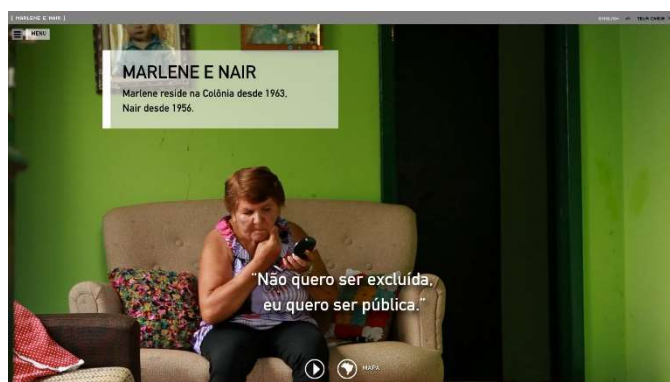 [ MARLENE E NAIR ]
MENU
MARLENE E NAIR
Marlene reside na Colônia desde 1963,
Nair desde 1956.
"Não quero ser excluída,
eu quero ser pública."
MAPA